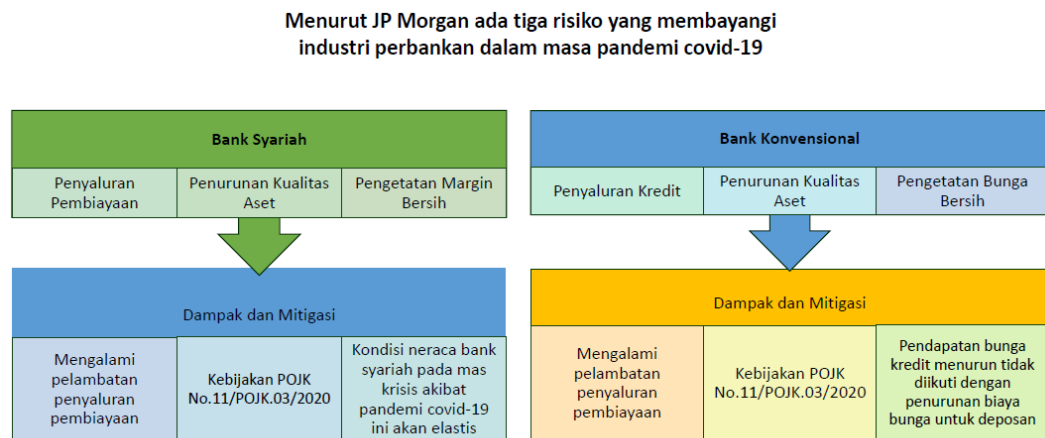 Menurut JP Morgan ada tiga risiko yang membayangi
industri perbankan dalam masa pandemi covid-19
Bank Syariah
Penyaluran
Pembiayaan
Penurunan Kualitas
Aset
Pengetatan Margin
Bersih
Dampak dan Mitigasi
Mengalami
pelambatan
penyaluran
pembiayaan
Kebijakan POJK
No.11/POJK.03/2020
Kondisi neraca bank
syariah pada mas
krisis akibat
pandemi covid-19
ini akan elastis
Bank Konvensional
Penyaluran Kredit
Penurunan Kualitas
Aset
Pengetatan Bunga
Bersih
Dampak dan Mitigasi
Mengalami
pelambatan
penyaluran
pembiayaan
Kebijakan POJK
No.11/POJK.03/2020
Pendapatan bunga
kredit menurun tidak
diikuti dengan
penurunan biaya
bunga untuk deposan